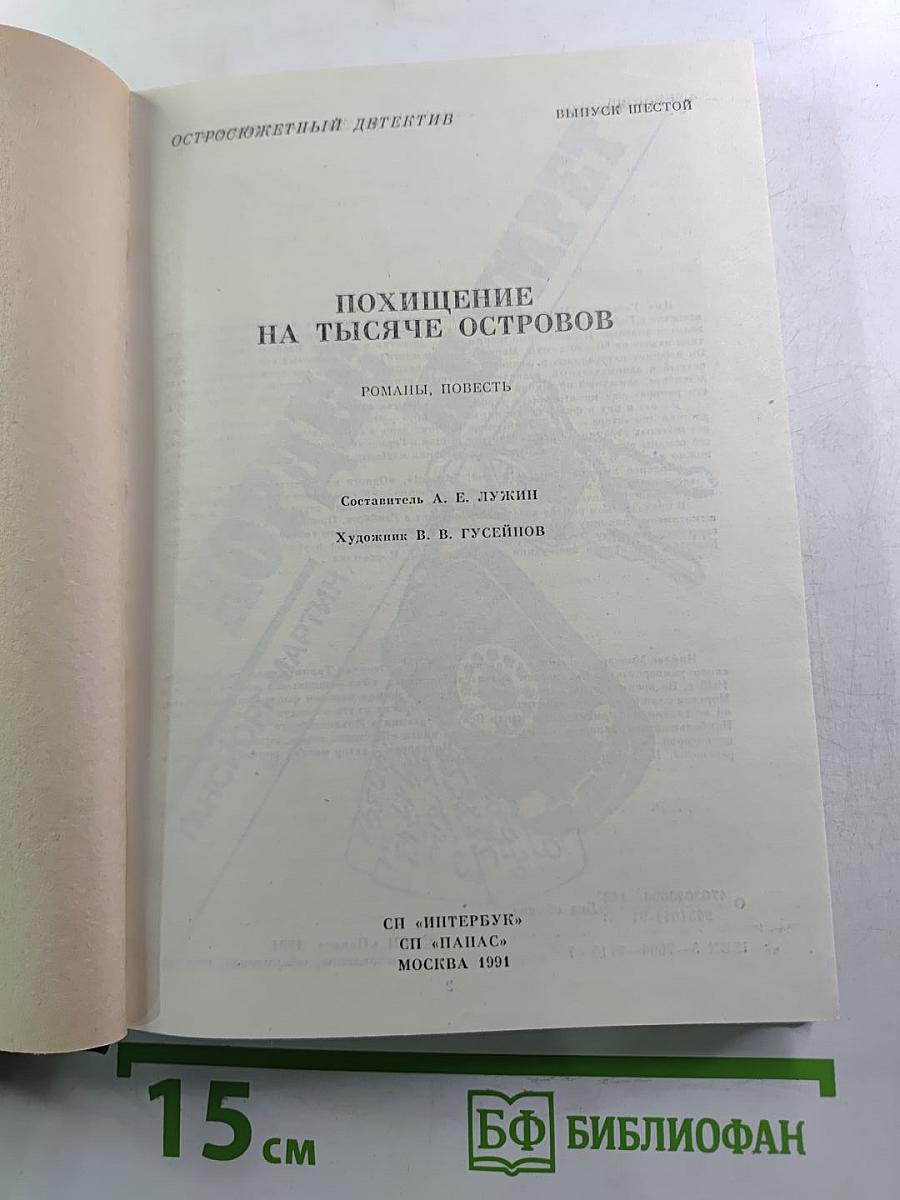 ОСТРОСЮЖЕТНЫЙ ДЕТЕКТИВ
ВЫПУСК ШЕСТОЙ
ПОХИЩЕНИЕ
НА ТЫСЯЧЕ ОСТРОВОВ
РОМАНЫ, ПОВЕСТЬ
Составитель А. Е. ЛУЖИН
Художник В. В. ГУСЕЙНОВ
СП «ИНТЕРБУК»
СП «ПАНАС»
МОСКВА 1991
15 см
БФ БИБЛИОФАН